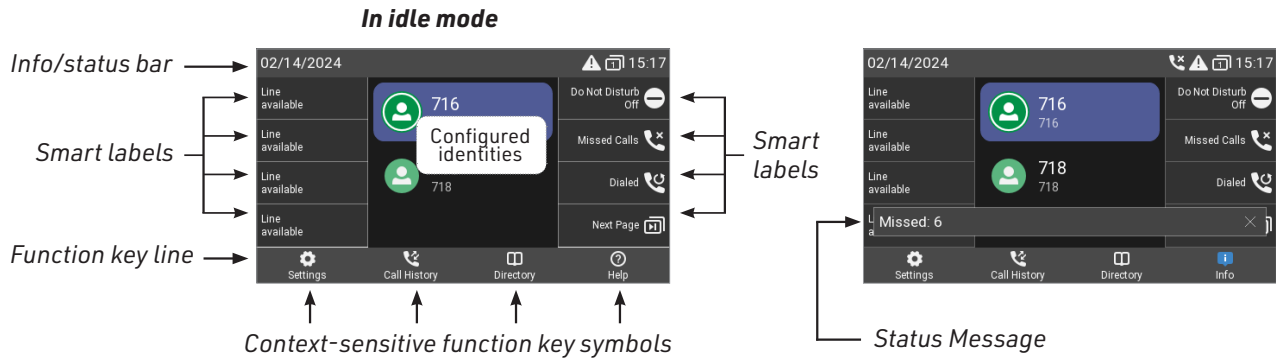 In idle mode
Info/status bar
Smart labels
Function key line
02/14/2024
15:17
Line
available
Line
available
Line
available
Line
available
716
Configured
identities
718
Do Not Disturb
Off
Missed Calls
Dialed
Next Page
Settings
Call History
Directory
Help
Smart
labels
Context-sensitive function key symbols
02/14/2024
15:17
Line
available
Line
available
Line
available
716
716
718
718
Do Not Disturb
Off
Missed Calls
Dialed
Missed: 6
Settings
Call History
Directory
Info
Status Message